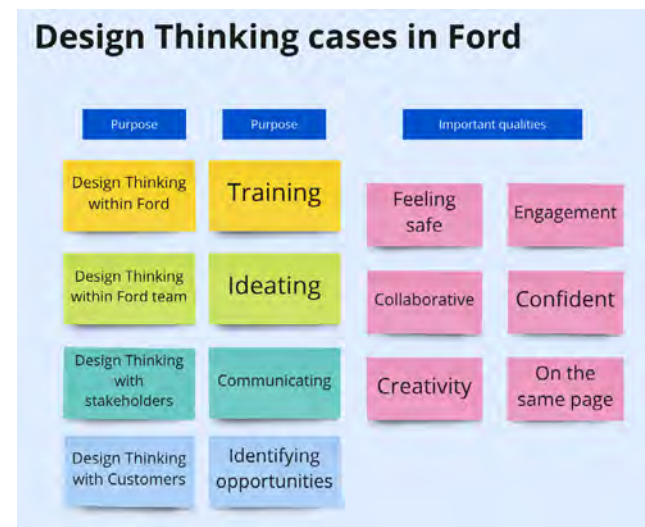 Design Thinking cases in Ford
Purpose
Purpose
Important qualities
Design Thinking
within Ford
Training
Design Thinking
within Ford team
Ideating
Design Thinking
with
stakeholders
Communicating
Design Thinking
with Customers
Identifying
opportunities
Feeling
safe
Engagement
Collaborative
Confident
Creativity
On the
same page